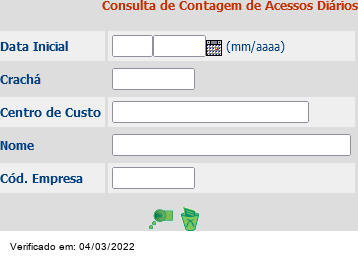 Consulta de Contagem de Acessos Diários
Data Inicial (mm/aaaa)
Crachá
Centro de Custo
Nome
Cód. Empresa
Verificado em: 04/03/2022